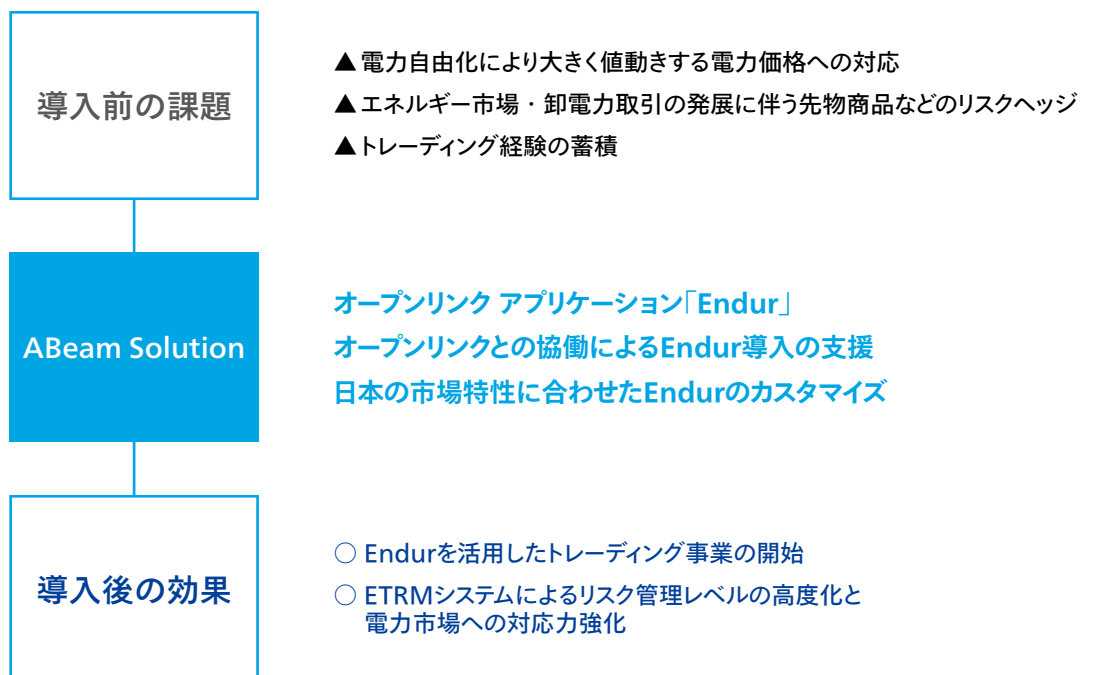 導入前の課題
▲電力自由化により大きく値動きする電力価格への対応
▲エネルギー市場・卸電力取引の発展に伴う先物商品などのリスクヘッジ
▲トレーディング経験の蓄積
ABeam Solution
オープンリンク アプリケーション「Endur」
オープンリンクとの協働によるEndur導入の支援
日本の市場特性に合わせたEndurのカスタマイズ
導入後の効果
○ Endurを活用したトレーディング事業の開始
○ ETRMシステムによるリスク管理レベルの高度化と
電力市場への対応力強化